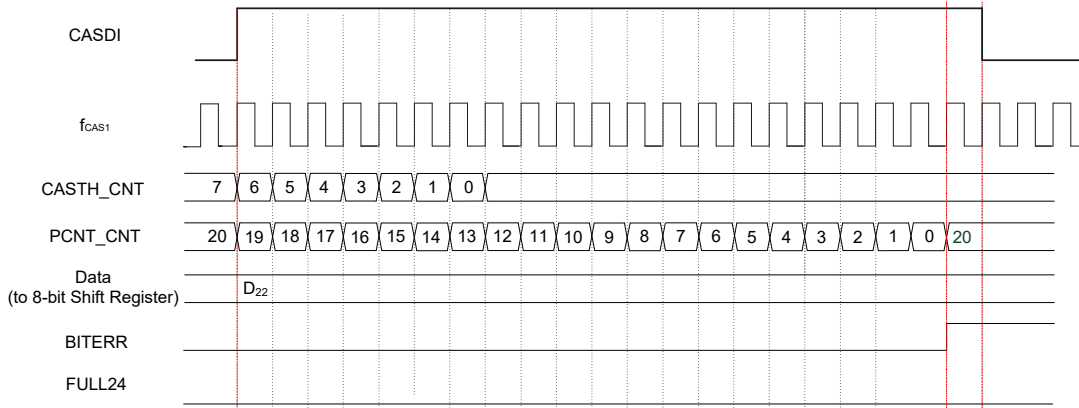 CASDI
fCAS1
CASTH_CNT 7 6 5 4 3 2 1 0
PCNT_CNT 20 19 18 17 16 15 14 13 12 11 10 9 8 7 6 5 4 3 2 1 0 20
Data
(to 8-bit Shift Register)
D22
BITERR
FULL24